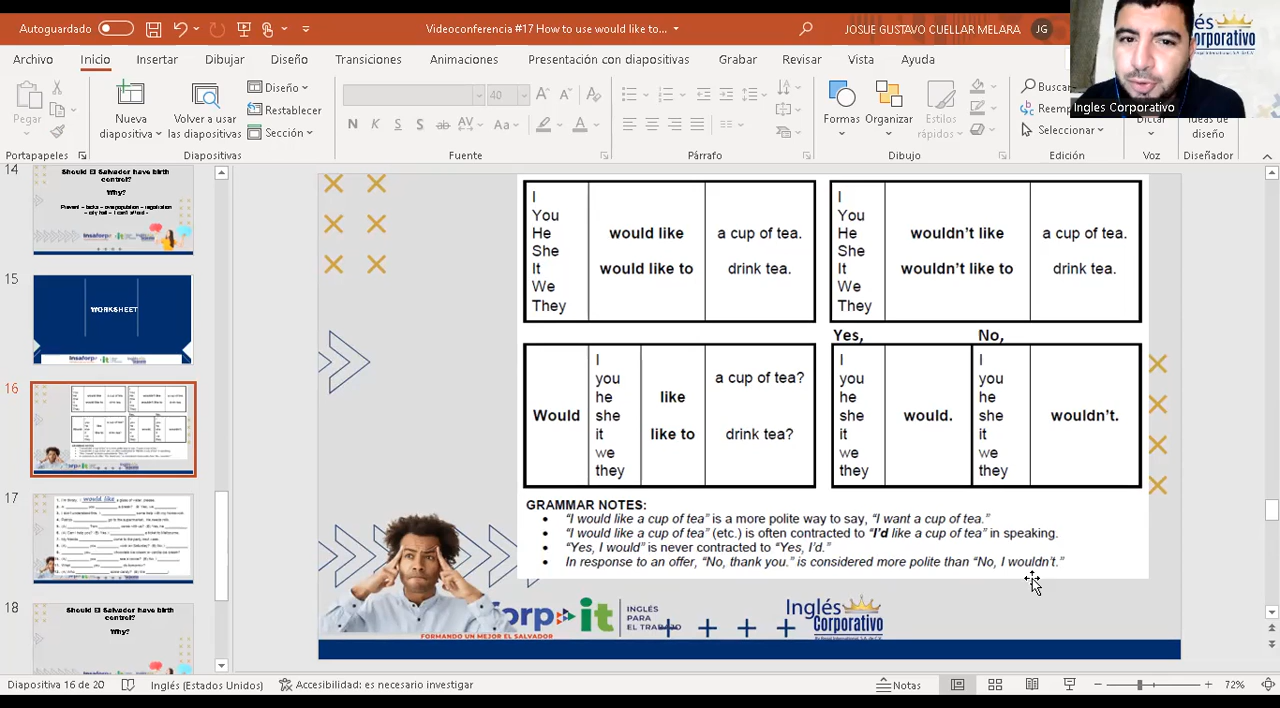 Autoguardado
Videoconferencia #17 How to use would like to...
JOSUE GUSTAVO CUELLAR MELARA
JG
Archivo Inicio Insertar Dibujar Diseño Transiciones Animaciones Presentación con diapositivas Grabar Vista Ayuda
Pegar
Nueva
diapositiva
Volver a usar
las diapositivas
Diseño
Restablecer
40
N K S ab AV Aa A
Formas
Organizar
Estilos
rápidos
Seleccionar
Dictar
Ideas de
diseño
Ingles Corporativo
Portapapeles Diapositivas Fuente Párrafo Dibujo Edición Voz Diseñador
14
Should El Salvador have birth
control?
Why?
15
WORKSHEET
16
17
would like
18
Should El Salvador have birth
control?
Why?
I
You
He
She
It
We
They
would like
would like to
a cup of tea.
drink tea.
I
You
He
She
It
We
They
wouldn't like
wouldn't like to
a cup of tea.
drink tea.
Would
I
you
he
she
it
we
they
like
like to
a cup of tea?
drink tea?
Yes,
I
you
he
she
it
we
they
would.
No,
I
you
he
she
it
we
they
wouldn't.
GRAMMAR NOTES:
• "I would like a cup of tea" is a more polite way to say, "I want a cup of tea."
• "I would like a cup of tea" (etc.) is often contracted to "I'd like a cup of tea" in speaking.
• "Yes, I would" is never contracted to "Yes, I'd."
• In response to an offer, "No, thank you." is considered more polite than "No, I wouldn't."
INGLÉS
PARA
EL TRABAJO
FORMANDO UN MEJOR EL SALVADOR
Inglés
Corporativo
Diapositiva 16 de 20 Inglés (Estados Unidos) Accesibilidad: es necesario investigar Notas 72%